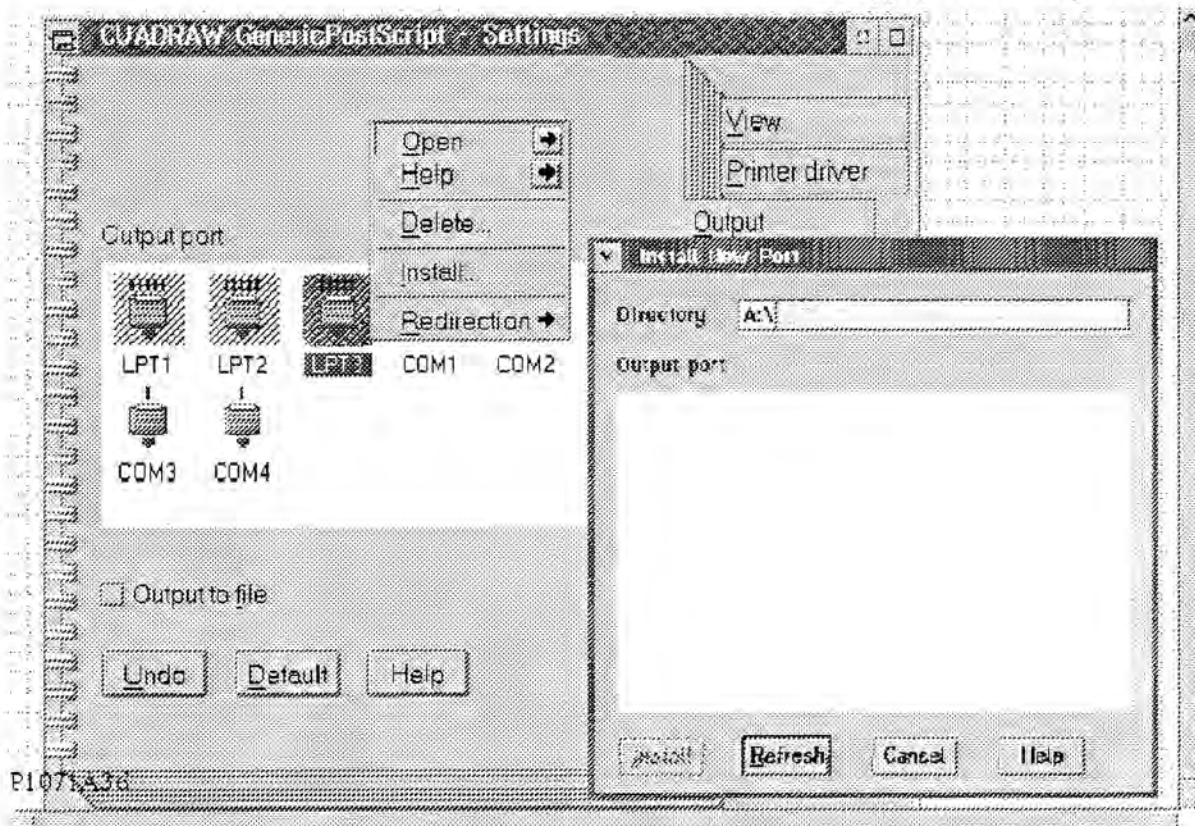 CUADRAW GenericPostScript - Settings
View
Printer driver
Output
Open
Help
Delete...
Install...
Redirection
Output port
LPT1 LPT2 LPT3 COM1 COM2
COM3 COM4
Output to file
Undo Default Help
Install New Port
Directory A:\
Output port
Install Refresh Cancel Help
P1071A36